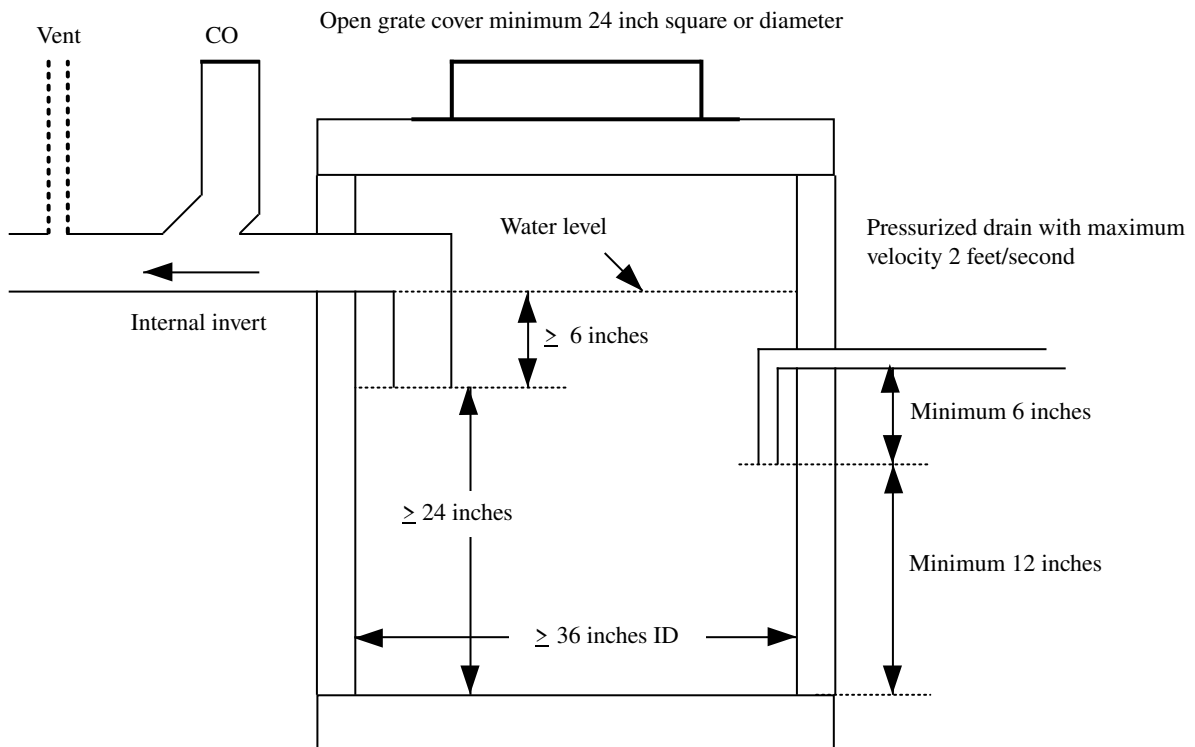 Open grate cover minimum 24 inch square or diameter
Vent
CO
Water level
Pressurized drain with maximum
velocity 2 feet/second
Internal invert
≥ 6 inches
Minimum 6 inches
≥ 24 inches
Minimum 12 inches
≥ 36 inches ID